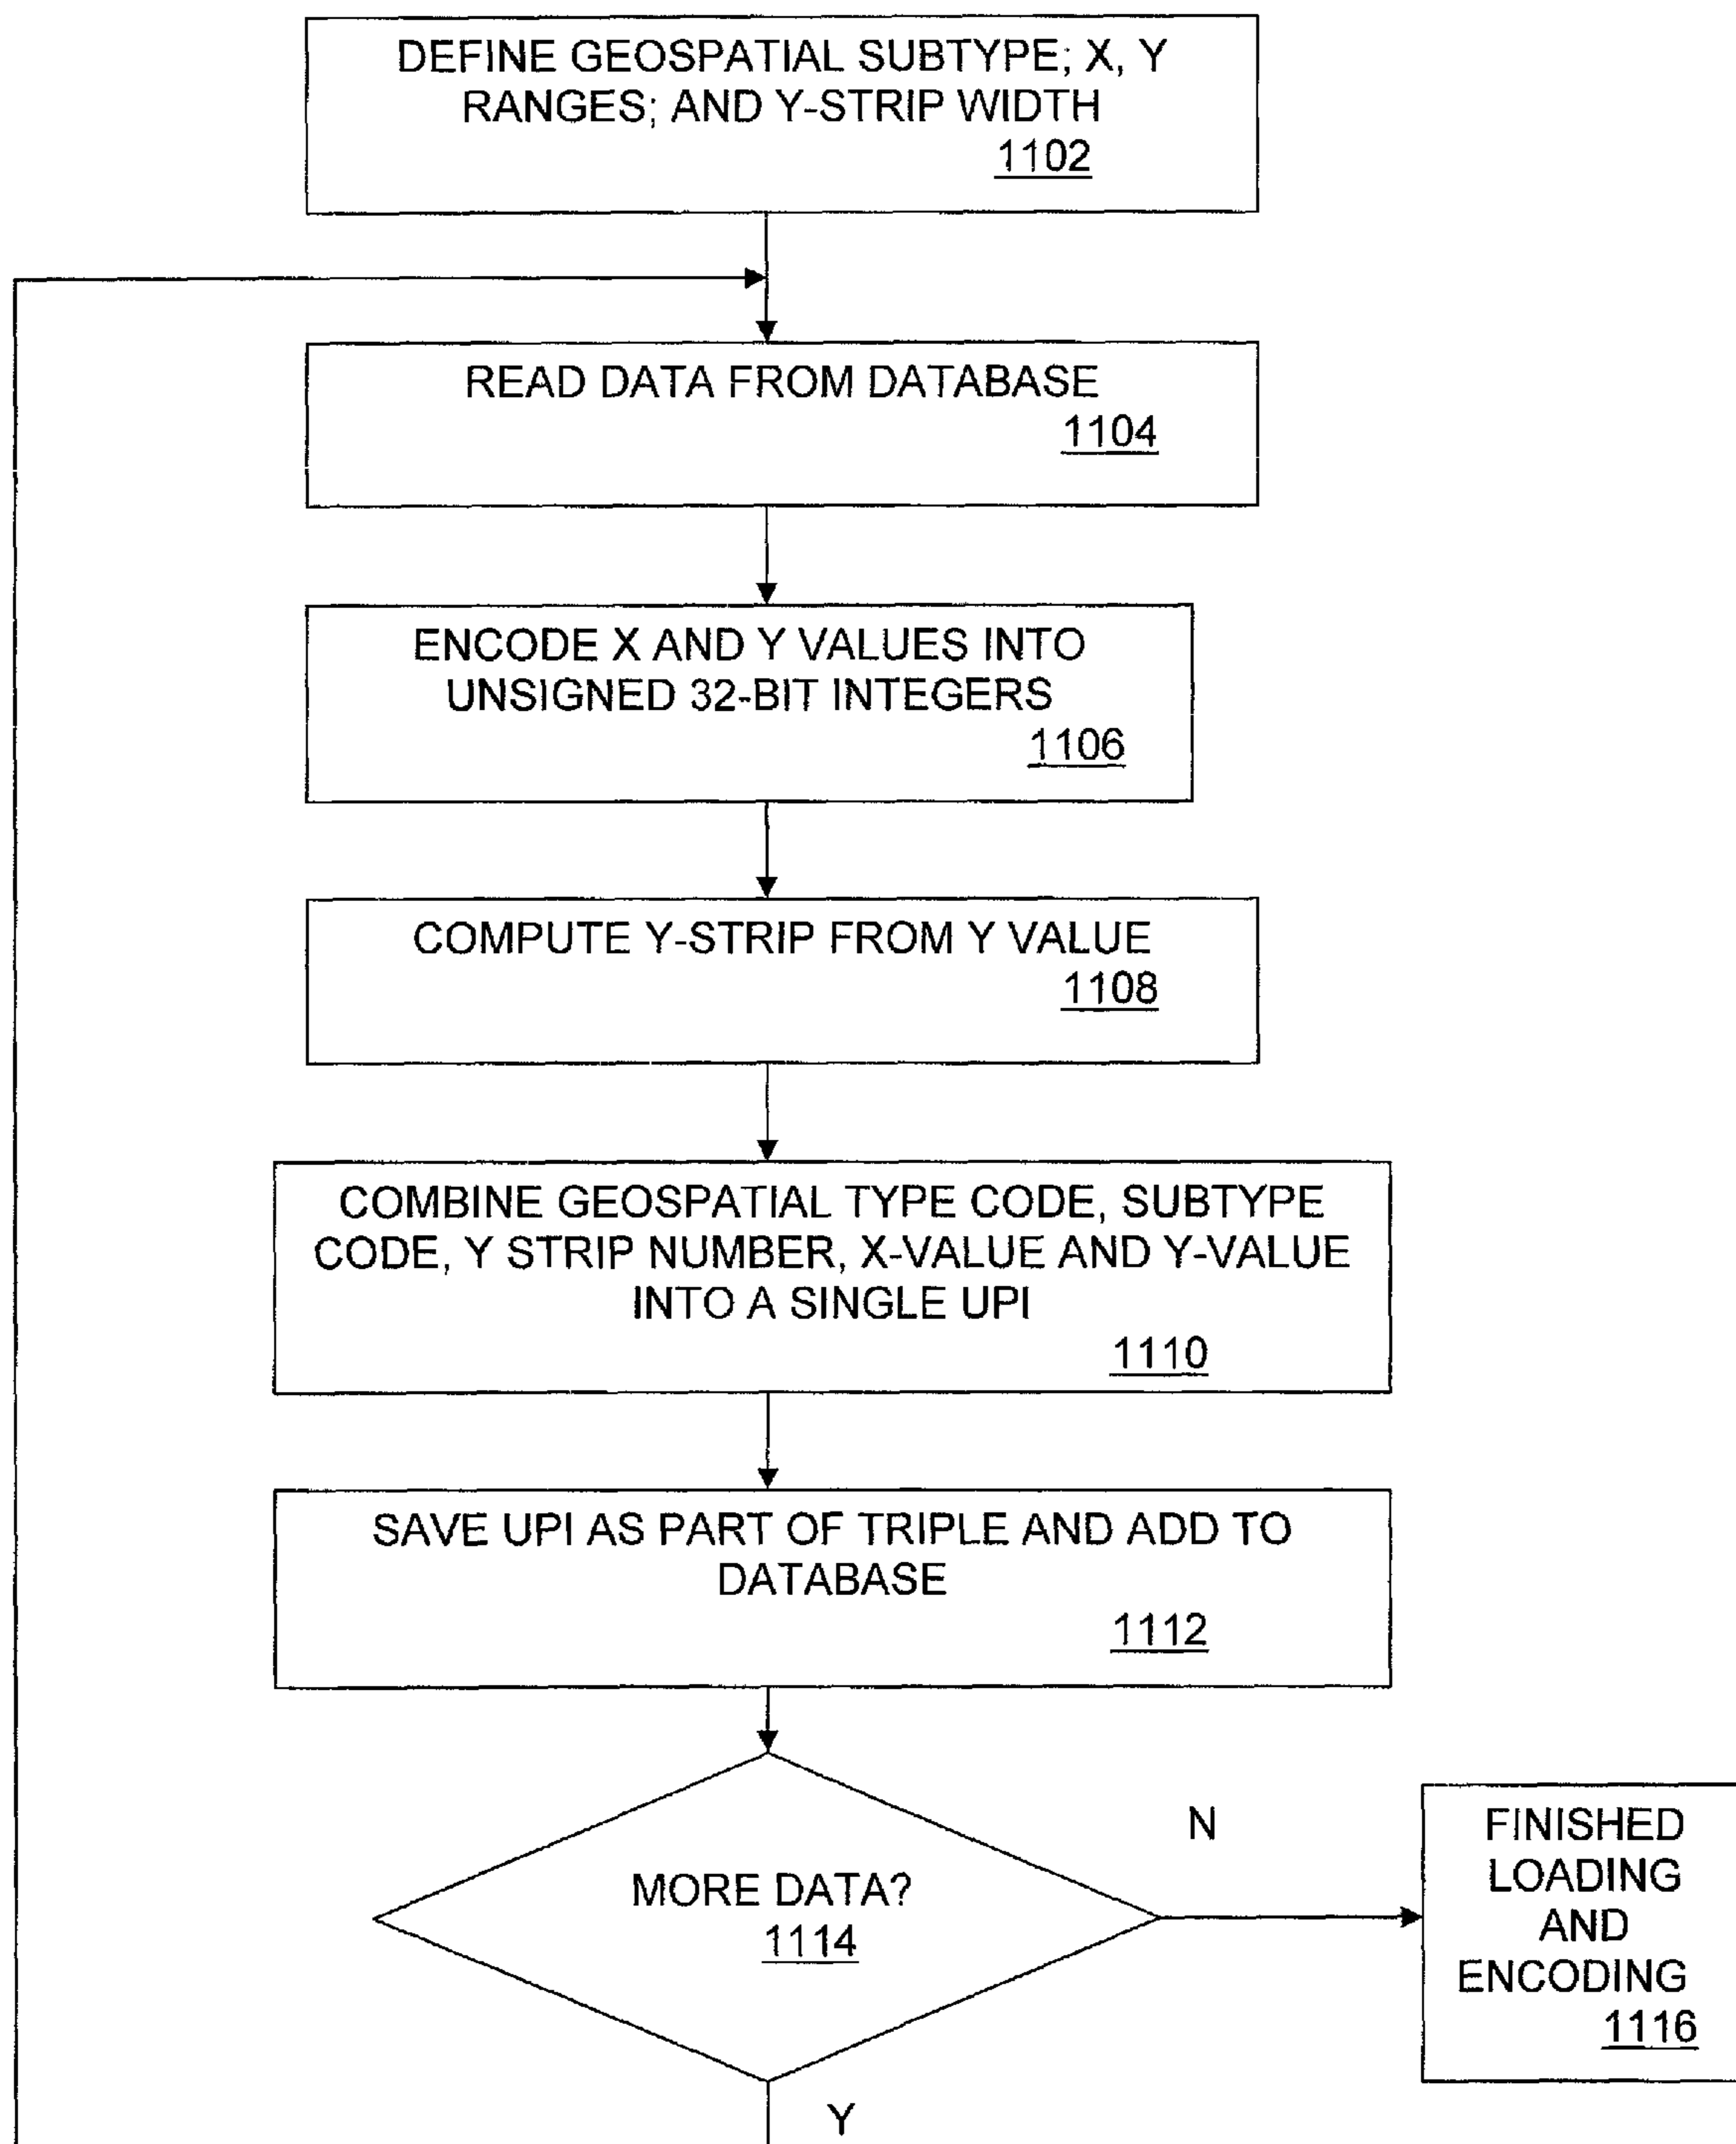 DEFINE GEOSPATIAL SUBTYPE; X, Y
RANGES; AND Y-STRIP WIDTH
1102
READ DATA FROM DATABASE
1104
ENCODE X AND Y VALUES INTO
UNSIGNED 32-BIT INTEGERS
1106
COMPUTE Y-STRIP FROM Y VALUE
1108
COMBINE GEOSPATIAL TYPE CODE, SUBTYPE
CODE, Y STRIP NUMBER, X-VALUE AND Y-VALUE
INTO A SINGLE UPI
1110
SAVE UPI AS PART OF TRIPLE AND ADD TO
DATABASE
1112
MORE DATA?
1114
N
FINISHED
LOADING
AND
ENCODING
1116
Y